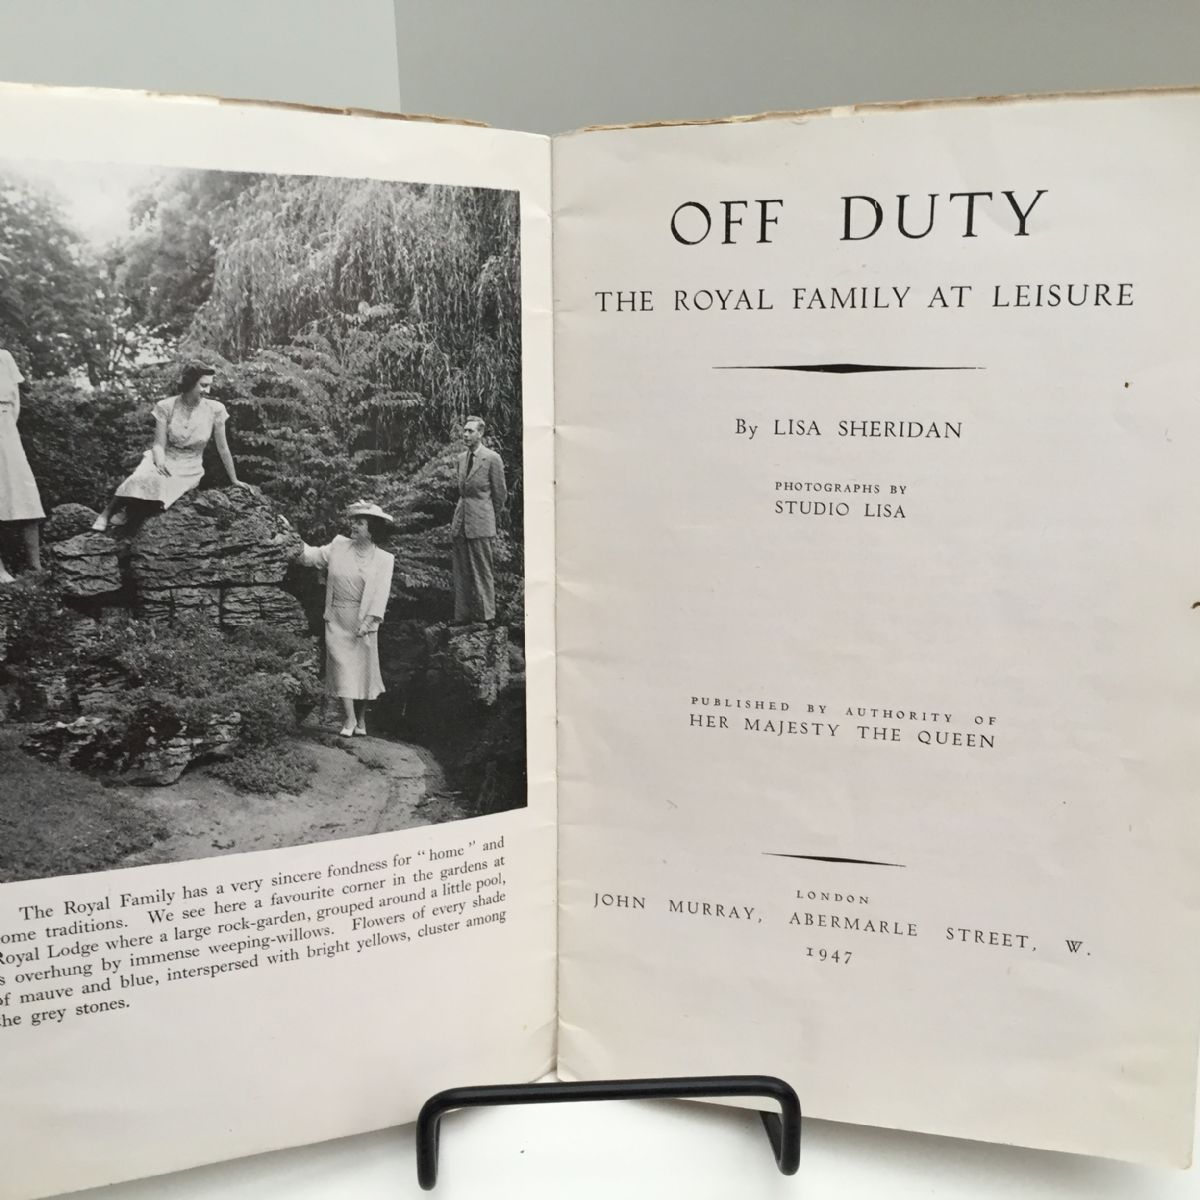 The Royal Family has a very sincere fondness for "home" and
ome traditions. We see here a favourite corner in the gardens at
Royal Lodge where a large rock-garden, grouped around a little pool,
s overhung by immense weeping-willows. Flowers of every shade
of mauve and blue, interspersed with bright yellows, cluster among
the grey stones.
OFF DUTY
THE ROYAL FAMILY AT LEISURE
By LISA SHERIDAN
PHOTOGRAPHS BY
STUDIO LISA
PUBLISHED BY AUTHORITY OF
HER MAJESTY THE QUEEN
LONDON
JOHN MURRAY, ABERMARLE STREET, W.
1947